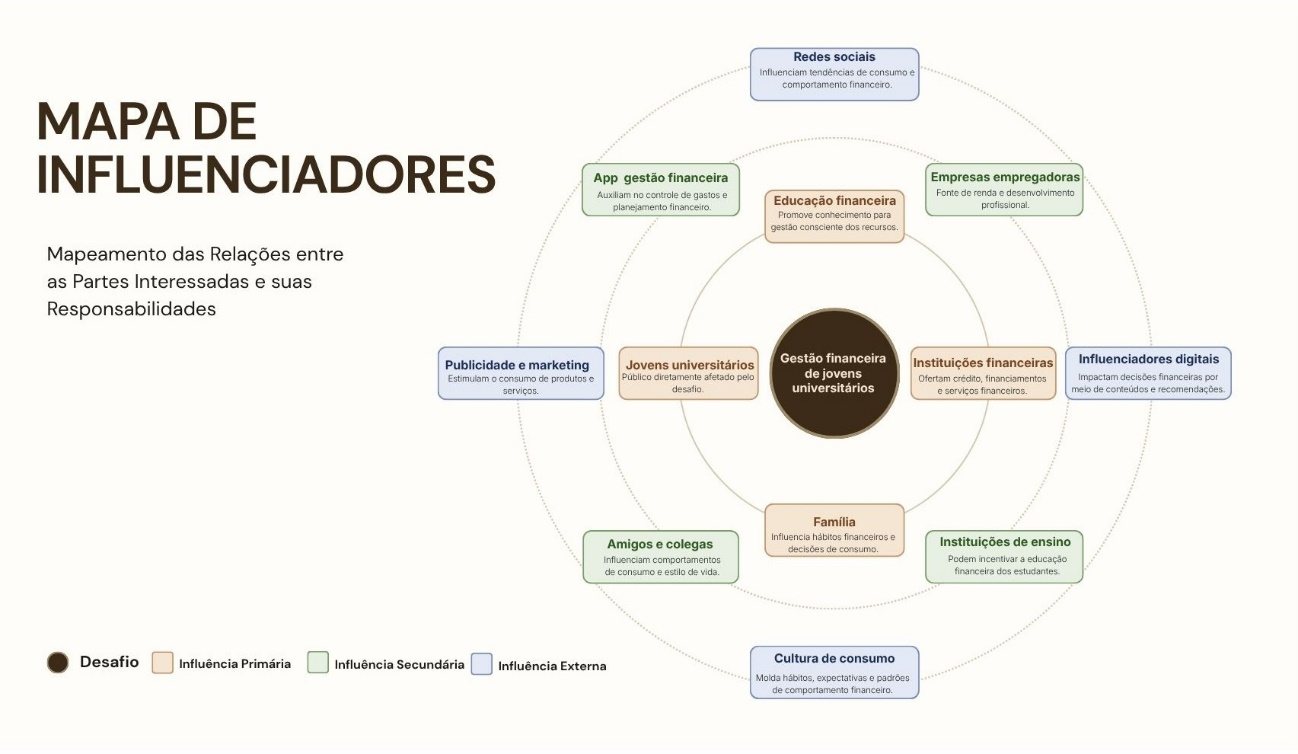 MAPA DE
INFLUENCIADORES
Mapeamento das Relações entre
as Partes Interessadas e suas
Responsabilidades
Redes sociais
Influenciam tendências de consumo e
comportamento financeiro.
App gestão financeira
Auxiliam no controle de gastos e
planejamento financeiro.
Educação financeira
Promove conhecimento para
gestão consciente dos recursos.
Empresas empregadoras
Fonte de renda e desenvolvimento
profissional.
Publicidade e marketing
Estimulam o consumo de produtos e
serviços.
Jovens universitários
Público diretamente afetado pelo
desafio.
Gestão financeira
de jovens
universitários
Instituições financeiras
Ofertam crédito, financiamentos
e serviços financeiros.
Influenciadores digitais
Impactam decisões financeiras por
meio de conteúdos e recomendações.
Amigos e colegas
Influenciam comportamentos
de consumo e estilo de vida.
Família
Influencia hábitos financeiros e
decisões de consumo.
Instituições de ensino
Podem incentivar a educação
financeira dos estudantes.
Cultura de consumo
Molda hábitos, expectativas e padrões
de comportamento financeiro.
Desafio
Influência Primária
Influência Secundária
Influência Externa